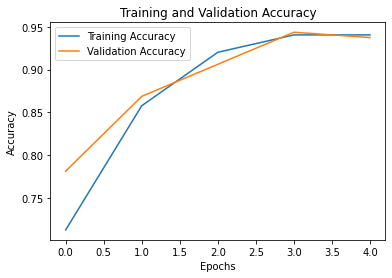 Training and Validation Accuracy
Training Accuracy
Validation Accuracy
0.95
0.90
0.85
0.80
0.75
Accuracy
0.0 0.5 1.0 1.5 2.0 2.5 3.0 3.5 4.0
Epochs